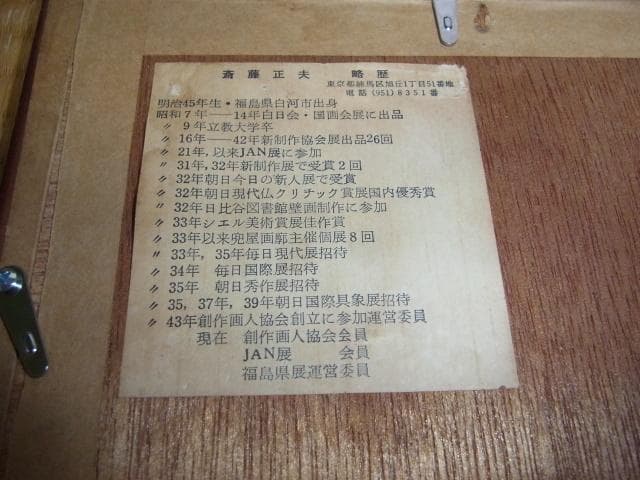 斎藤正夫　略歴
東京都練馬区旭丘1丁目51番地
電話(951)8351番
明治45年生・福島県白河市出身
昭和7年――14年白日会・国画会展に出品
〃 9年立教大学卒
〃 16年――42年新制作協会展出品26回
〃 21年,以来JAN展に参加
〃 31年,32年新制作展で受賞2回
〃 32年朝日今日の新人展で受賞
〃 32年朝日現代仏クリチック賞展国内優秀賞
〃 32年日比谷図書館壁画制作に参加
〃 33年シエル美術賞展佳作賞
〃 33年以来兜屋画廊主催個展8回
〃 33年,35年毎日現代展招待
〃 34年　毎日国際展招待
〃 35年　朝日秀作展招待
〃 35,37年,39年朝日国際具象展招待
〃 43年創作画人協会創立に参加運営委員
現在　創作画人協会会員
JAN展　会員
福島県展運営委員